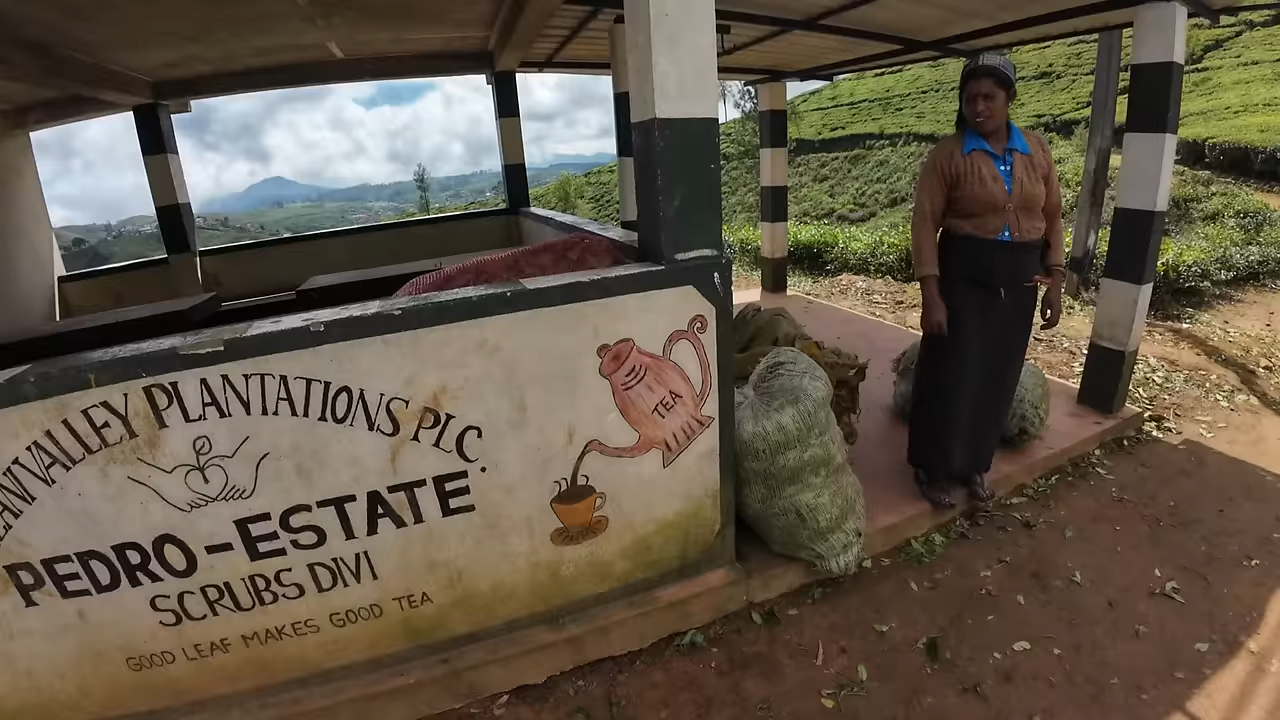 PLANTATIONS PLC.
PEDRO-ESTATE
SCRUBS DIVI
GOOD LEAF MAKES GOOD TEA
TEA